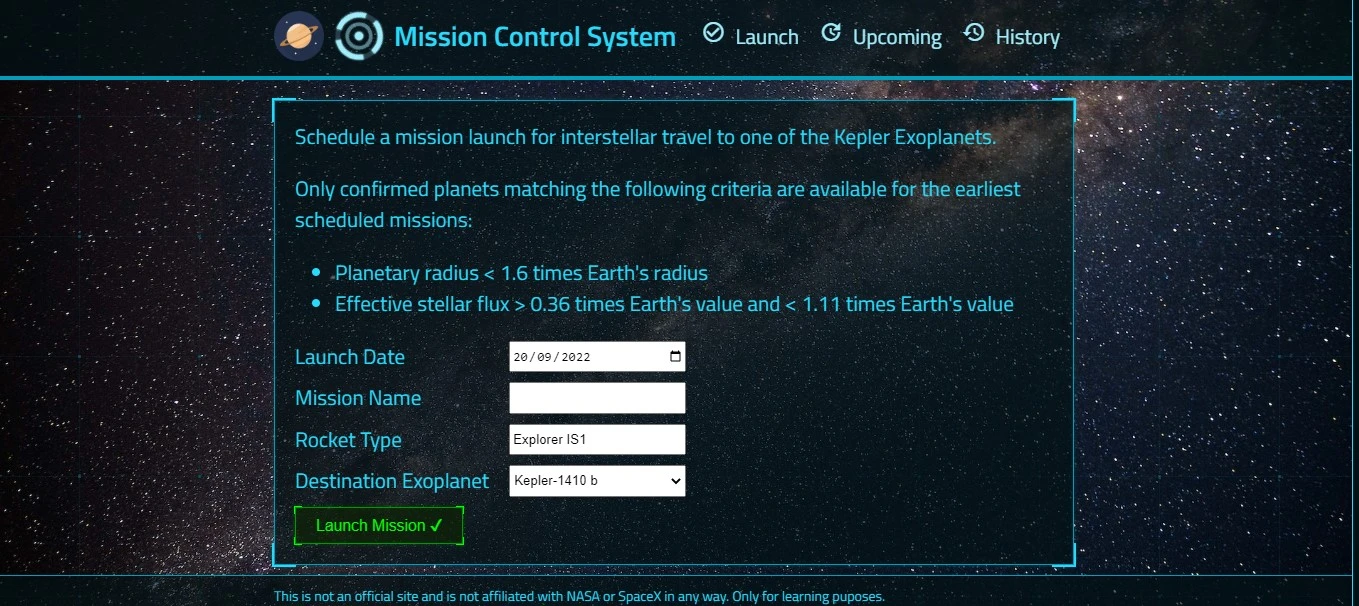 Mission Control System Launch Upcoming History
Schedule a mission launch for interstellar travel to one of the Kepler Exoplanets.
Only confirmed planets matching the following criteria are available for the earliest
scheduled missions:
• Planetary radius < 1.6 times Earth's radius
• Effective stellar flux > 0.36 times Earth's value and < 1.11 times Earth's value
Launch Date 20/09/2022
Mission Name
Rocket Type Explorer IS1
Destination Exoplanet Kepler-1410 b
Launch Mission ✓
This is not an official site and is not affiliated with NASA or SpaceX in any way. Only for learning puposes.